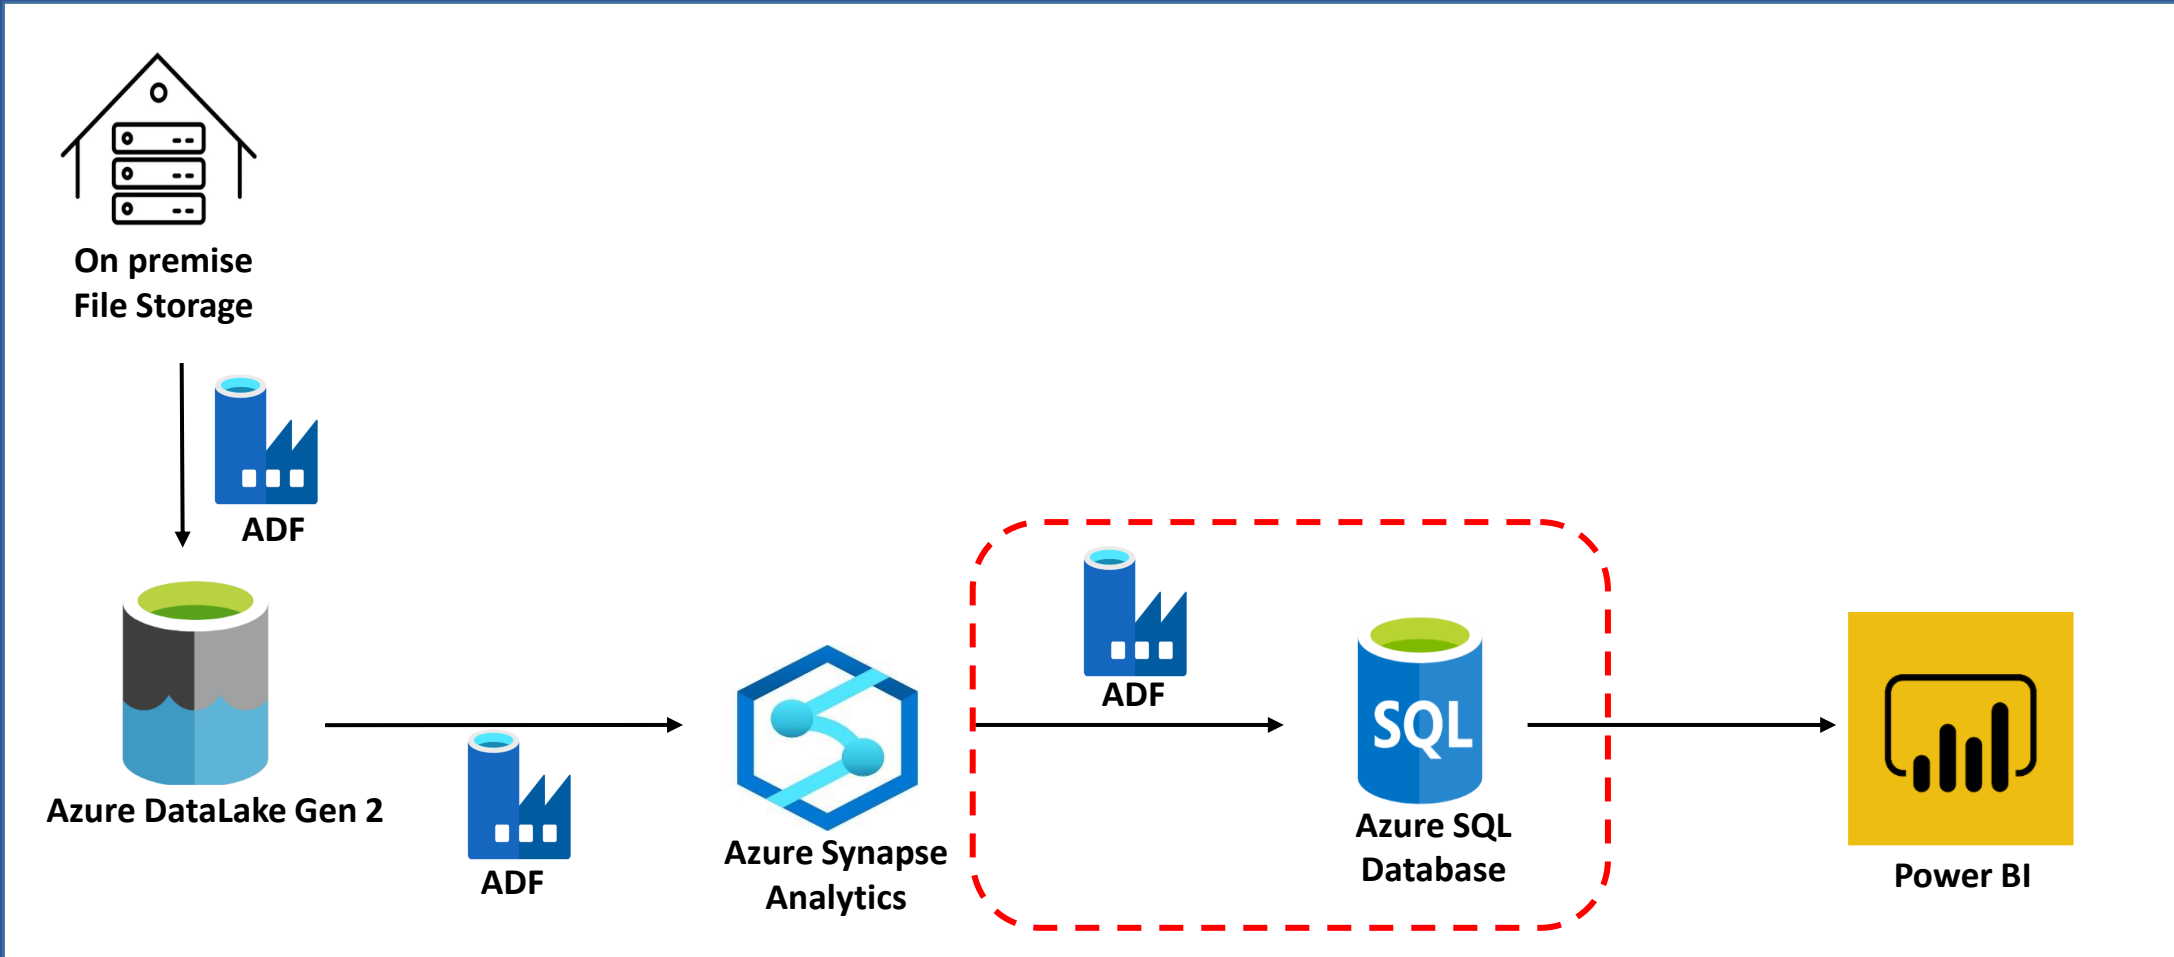 On premise
File Storage
ADF
Azure DataLake Gen 2
ADF
Azure Synapse
Analytics
ADF
SQL
Azure SQL
Database
Power BI